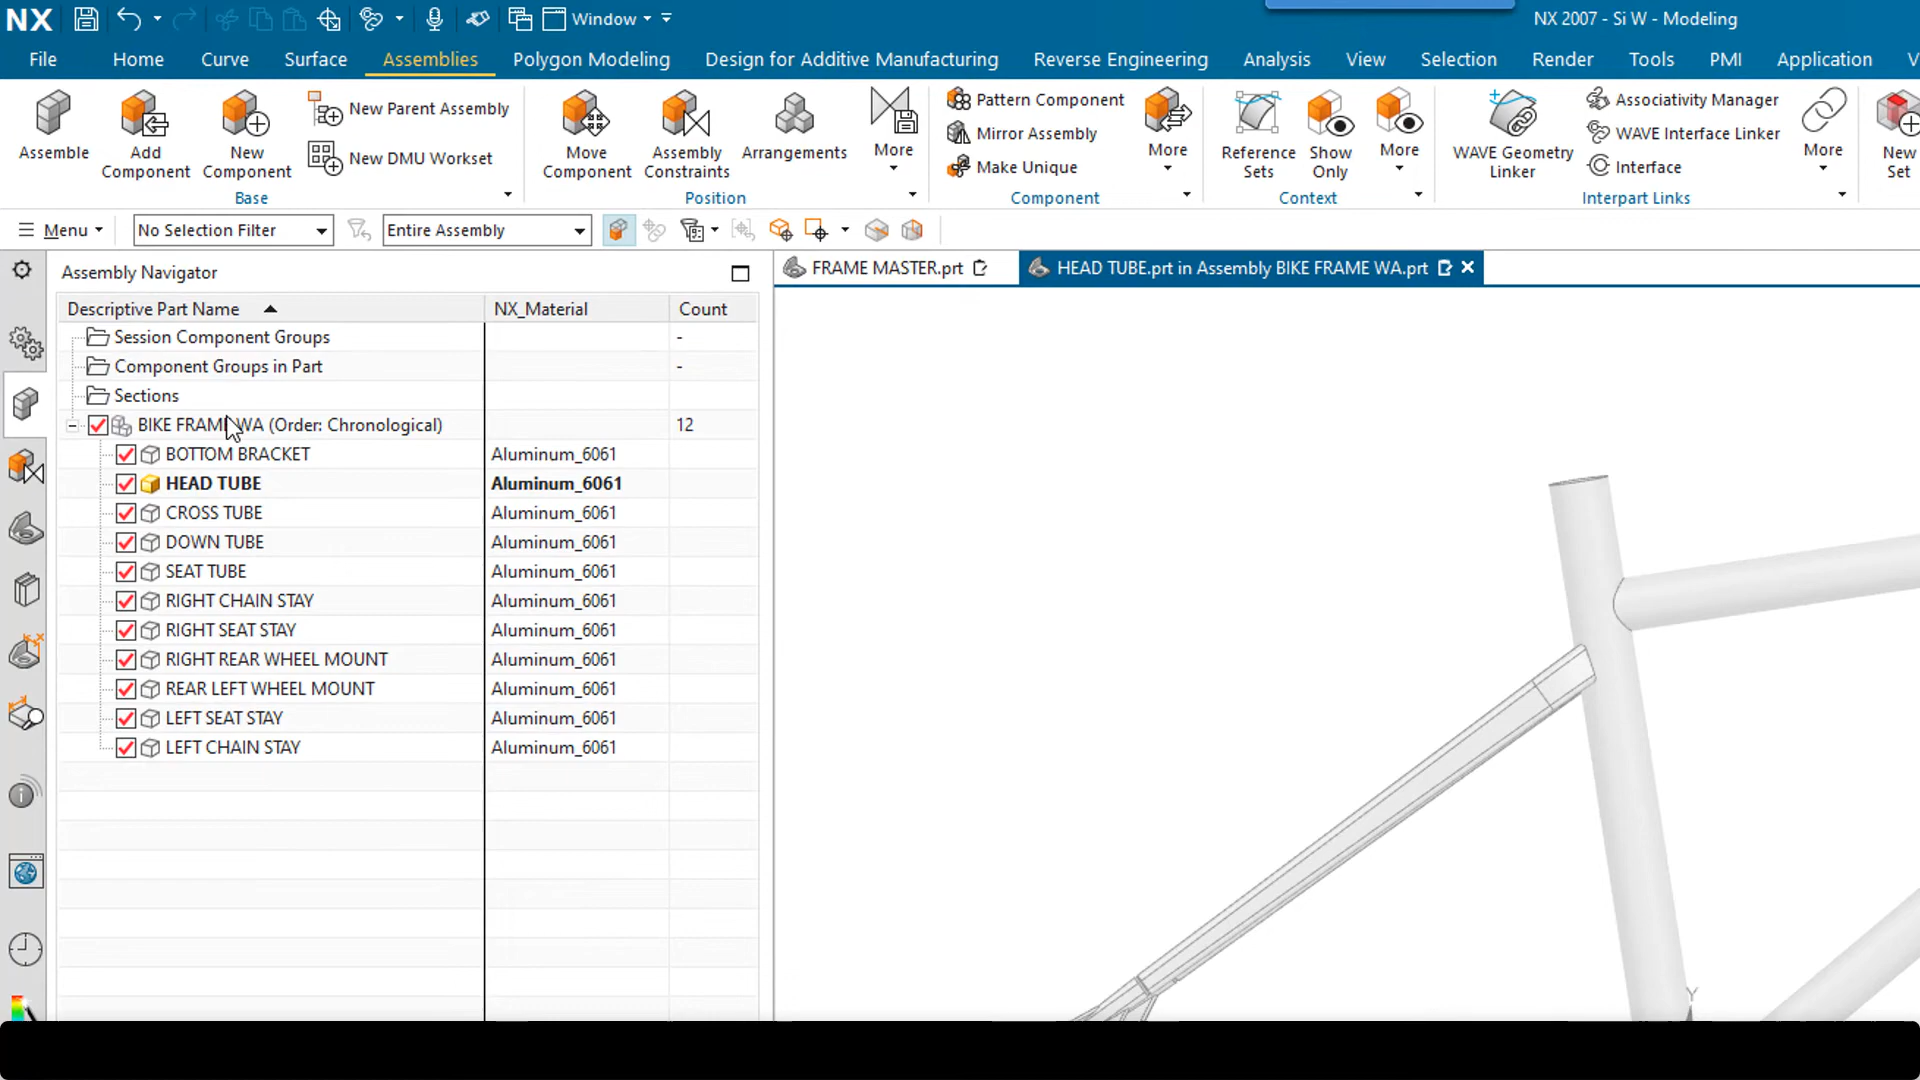 NX Window NX 2007 - Si W - Modeling
File Home Curve Surface Assemblies Polygon Modeling Design for Additive Manufacturing Reverse Engineering Analysis View Selection Render Tools PMI Application
Assembly
Add Component
New Component
New Parent Assembly
New DMU Workset
Base
Move Component
Assembly Constraints
Arrangements
More
Position
Pattern Component
Mirror Assembly
Make Unique
More
Component
Reference Sets
Show Only
More
Context
WAVE Geometry Linker
Associativity Manager
WAVE Interface Linker
Interface
More
Interpart Links
New Set
Menu No Selection Filter Entire Assembly
Assembly Navigator
FRAME MASTER.prt HEAD TUBE.prt in Assembly BIKE FRAME WA.prt
Descriptive Part Name NX_Material Count
Session Component Groups -
Component Groups in Part -
Sections
BIKE FRAME WA (Order: Chronological) 12
BOTTOM BRACKET Aluminum_6061
HEAD TUBE Aluminum_6061
CROSS TUBE Aluminum_6061
DOWN TUBE Aluminum_6061
SEAT TUBE Aluminum_6061
RIGHT CHAIN STAY Aluminum_6061
RIGHT SEAT STAY Aluminum_6061
RIGHT REAR WHEEL MOUNT Aluminum_6061
REAR LEFT WHEEL MOUNT Aluminum_6061
LEFT SEAT STAY Aluminum_6061
LEFT CHAIN STAY Aluminum_6061
Y